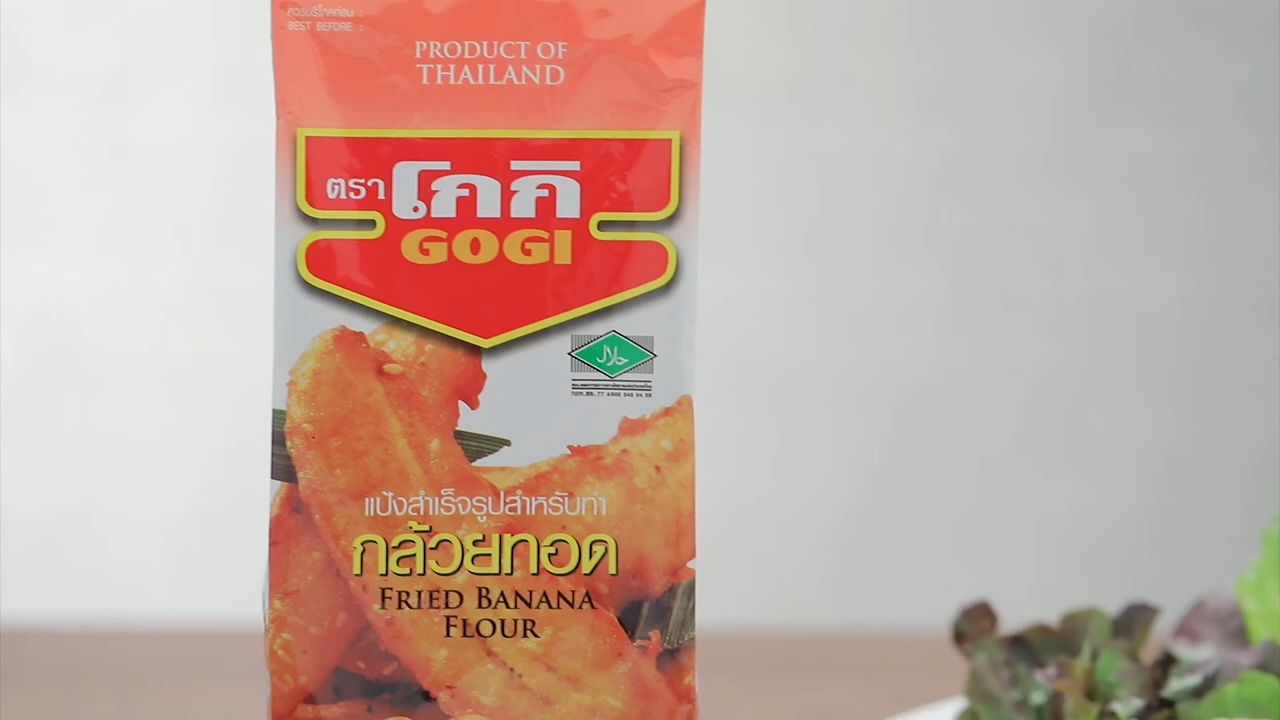 ควรบริโภคก่อน :
BEST BEFORE :
PRODUCT OF
THAILAND
ตรา โกกิ
GOGI
حلال
แป้งสำเร็จรูปสำหรับทำ
กล้วยทอด
FRIED BANANA
FLOUR